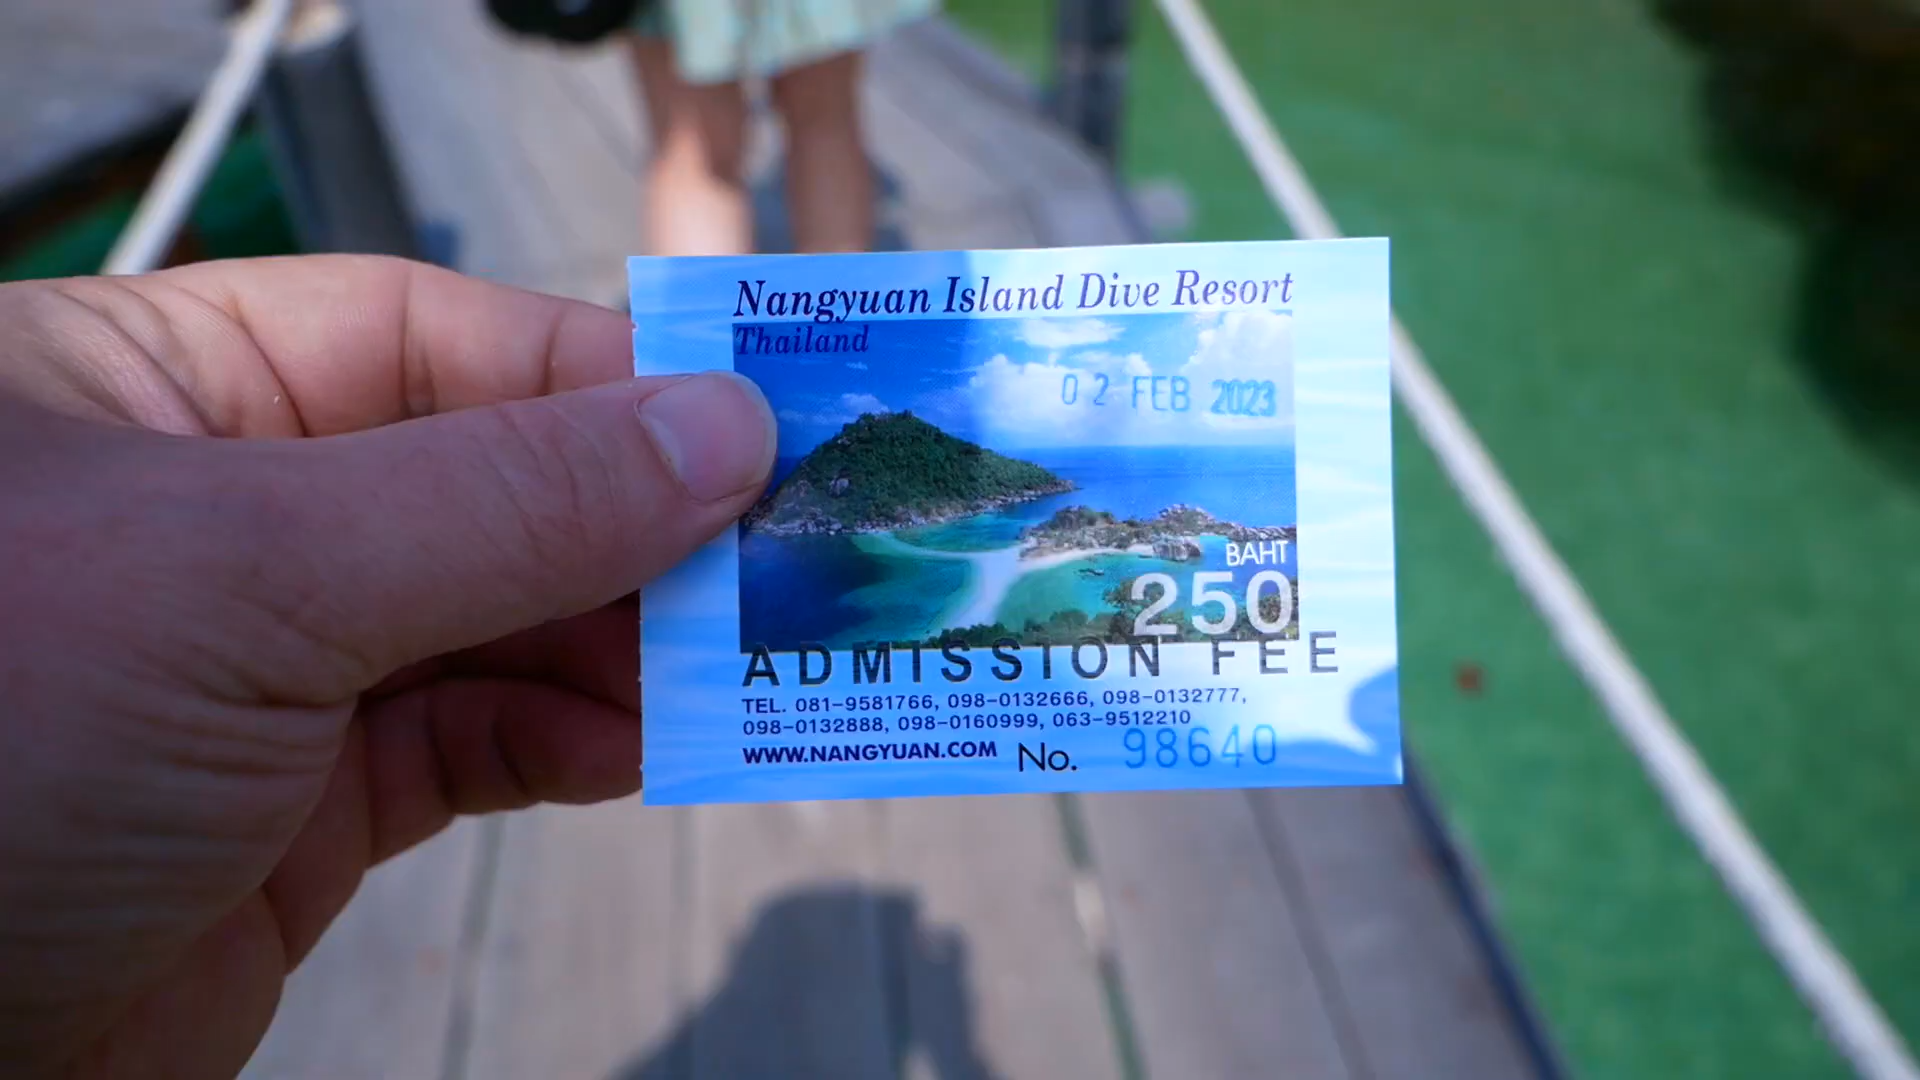 Nangyuan Island Dive Resort
Thailand
02 FEB 2023
BAHT
250
ADMISSION FEE
TEL. 081-9581766, 098-0132666, 098-0132777,
098-0132888, 098-0160999, 063-9512210
WWW.NANGYUAN.COM No. 98640